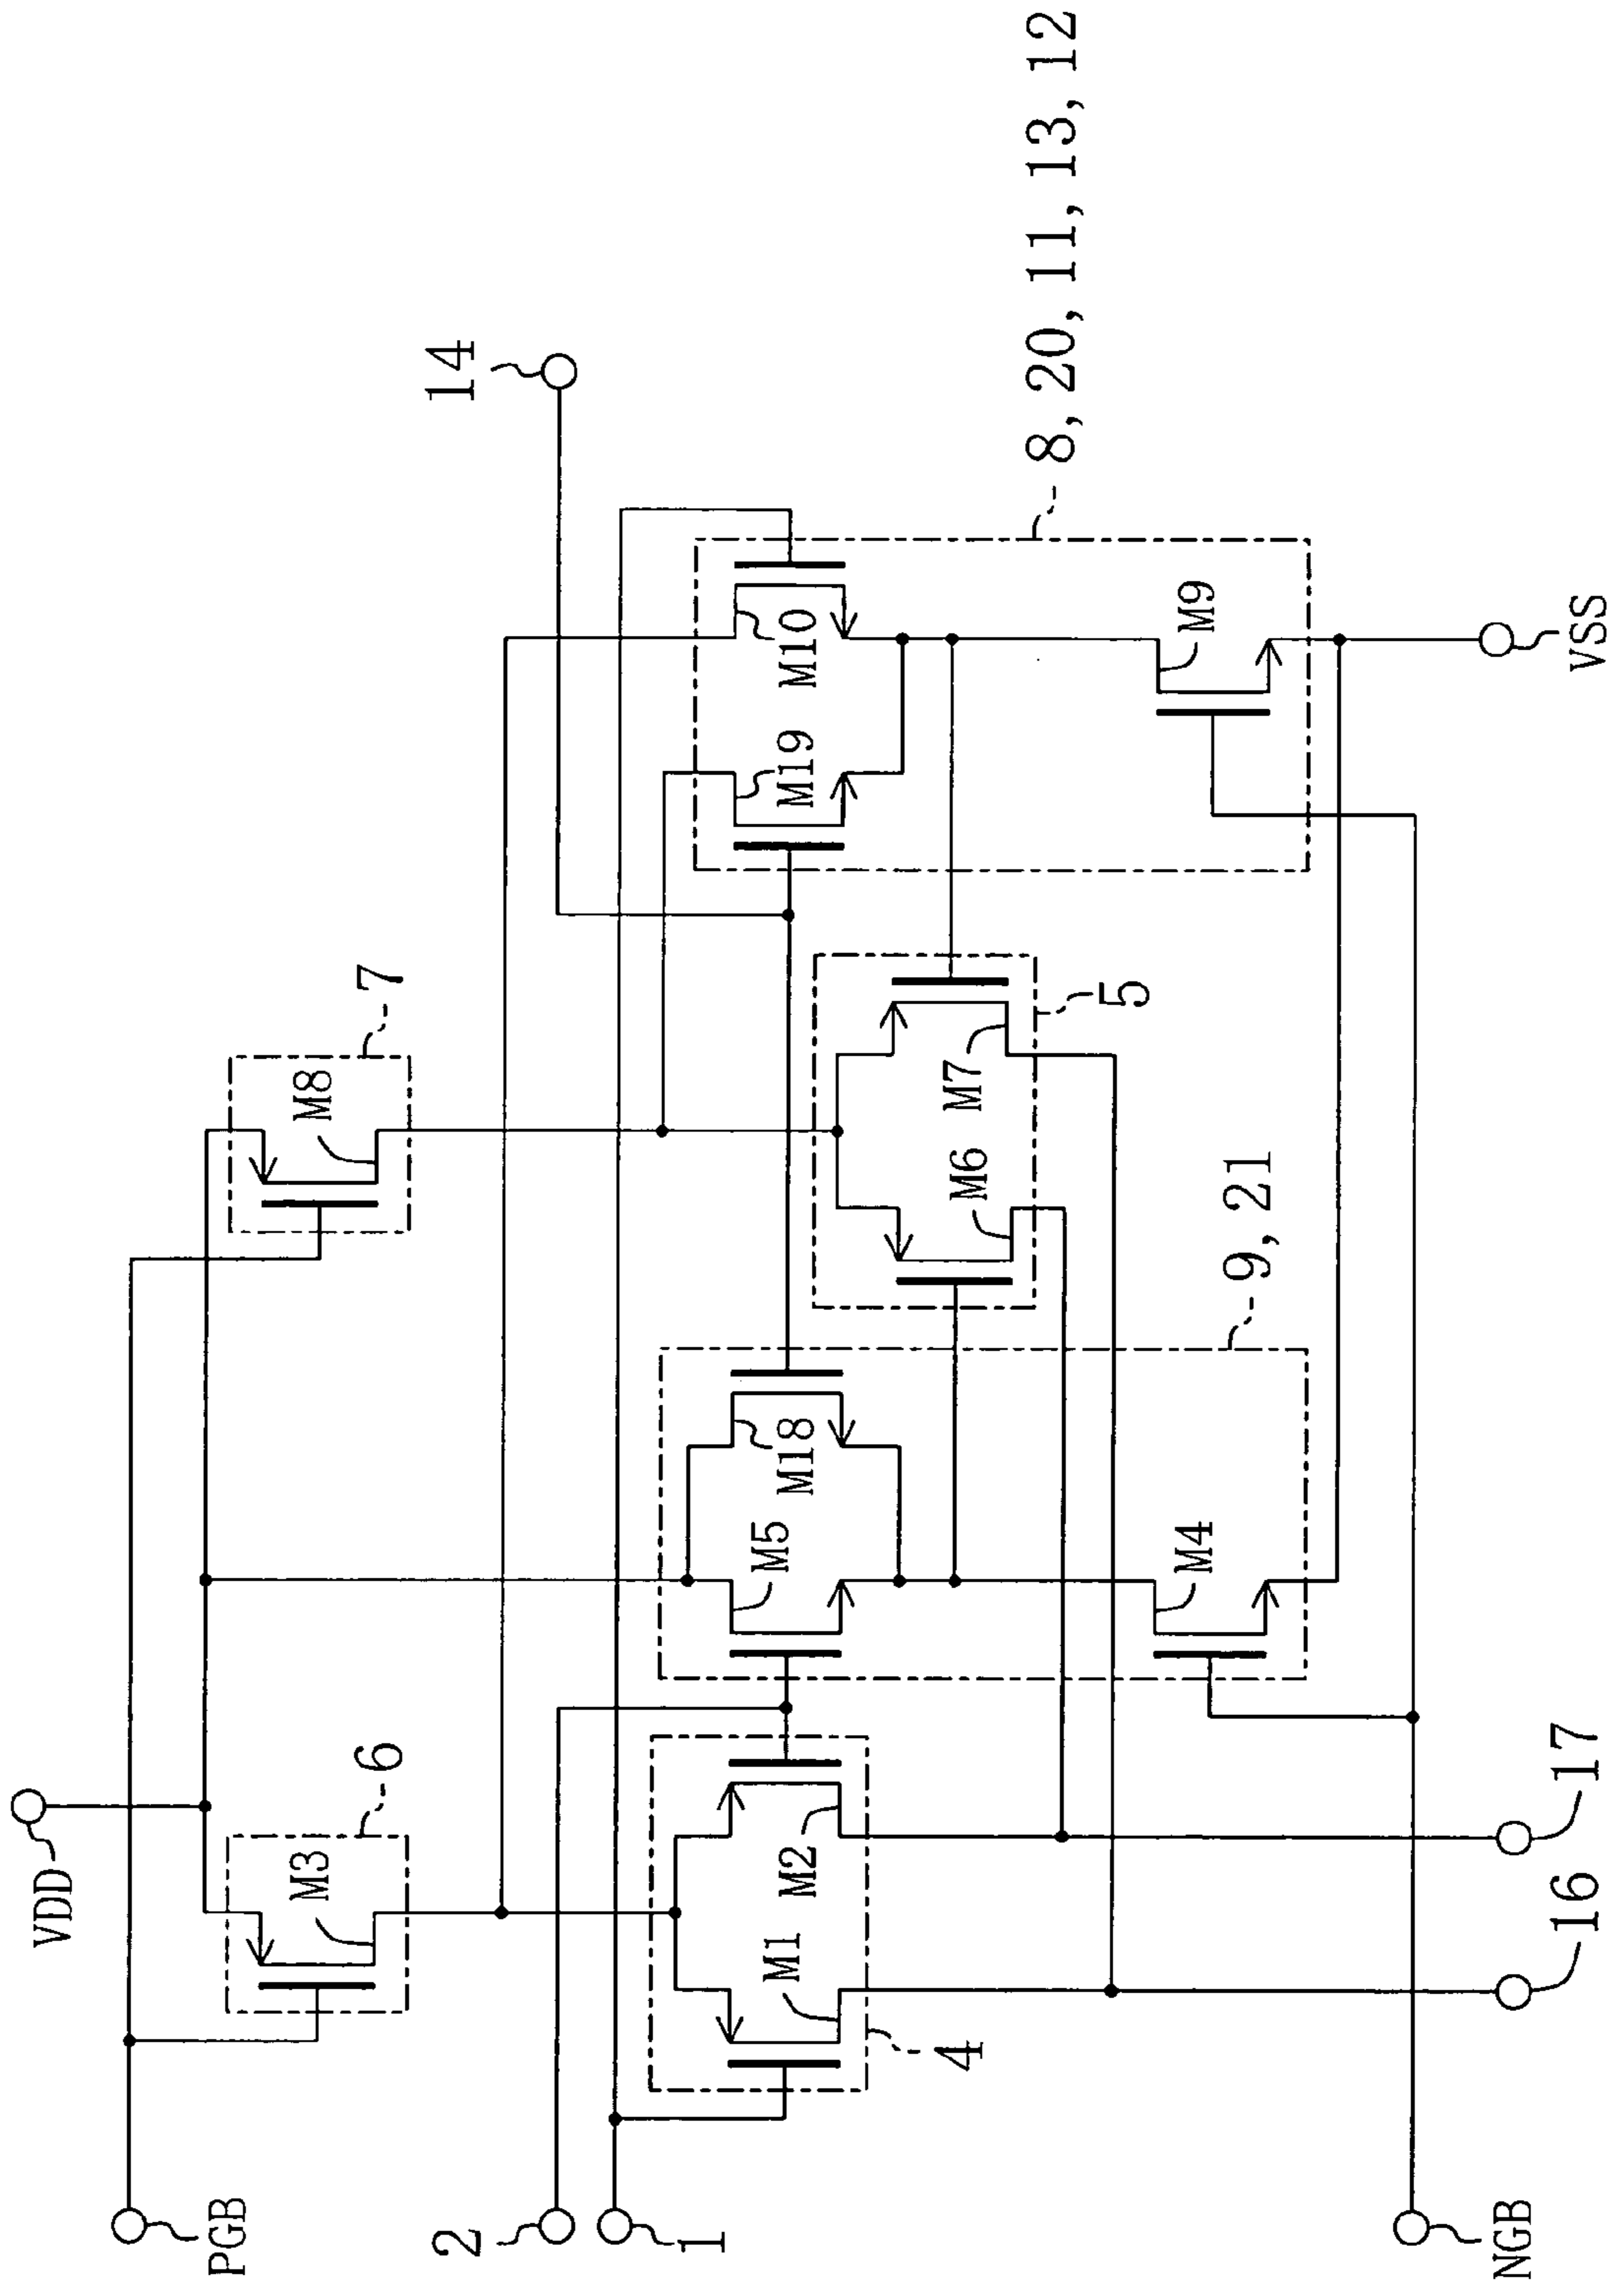 VDD
PGB
M3
6
M8
7
14
2
1
M1
M2
4
M5
M18
M4
9, 21
M6
M7
5
M19
M10
M9
8, 20, 11, 13, 12
16
17
NGB
VSS